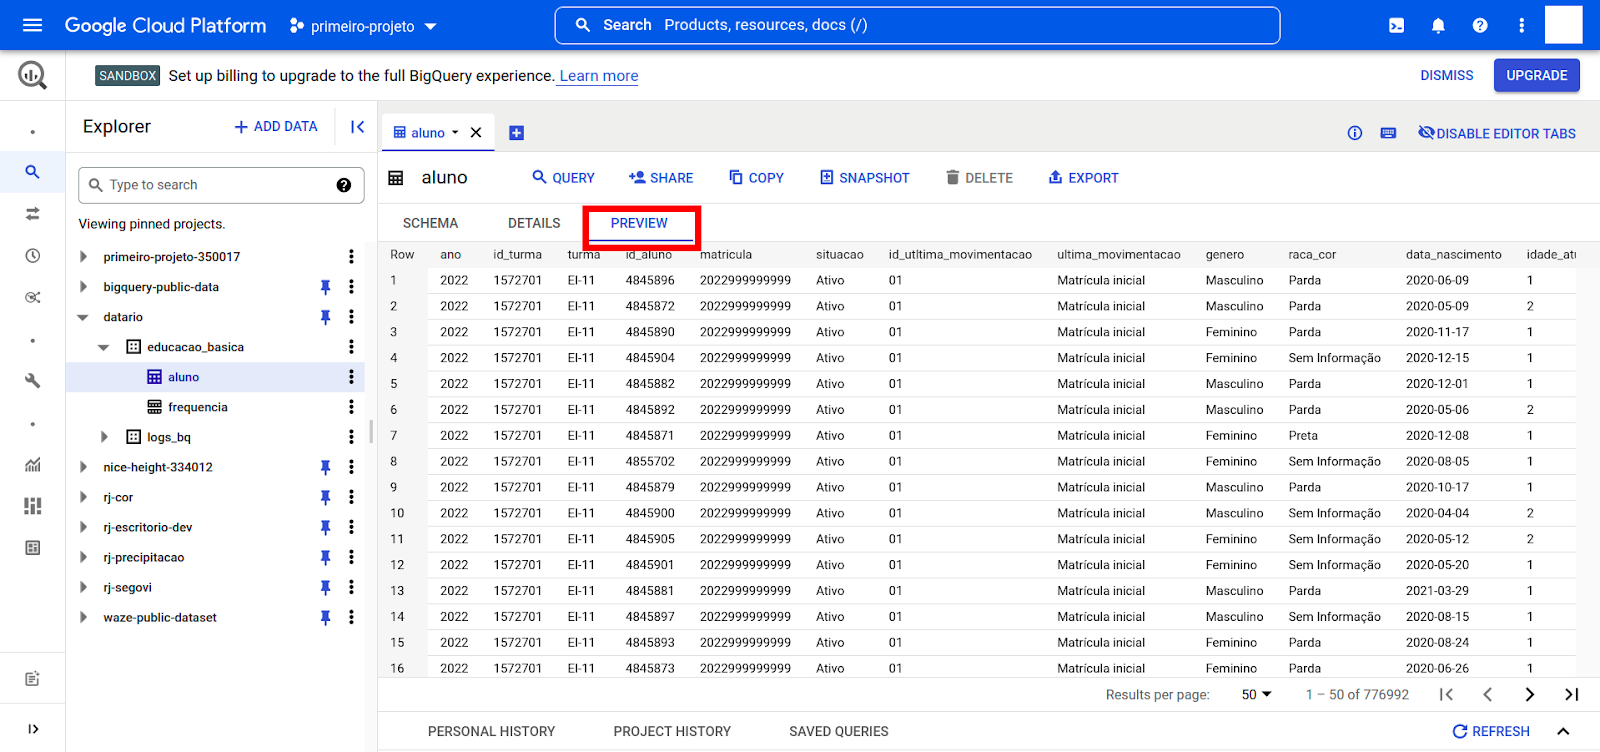 Google Cloud Platform primeiro-projeto Search Products, resources, docs (/)
SANDBOX Set up billing to upgrade to the full BigQuery experience. Learn more DISMISS UPGRADE
Explorer + ADD DATA
Type to search
Viewing pinned projects.
primeiro-projeto-350017
bigquery-public-data
datario
educacao_basica
aluno
frequencia
logs_bq
nice-height-334012
rj-cor
rj-escritorio-dev
rj-precipitacao
rj-segovi
waze-public-dataset
aluno DISABLE EDITOR TABS
aluno QUERY SHARE COPY SNAPSHOT DELETE EXPORT
SCHEMA DETAILS PREVIEW
Row ano id_turma turma id_aluno matricula situacao id_utltima_movimentacao ultima_movimentacao genero raca_cor data_nascimento idade_atu
1 2022 1572701 EI-11 4845896 2022999999999 Ativo 01 Matrícula inicial Masculino Parda 2020-06-09 1
2 2022 1572701 EI-11 4845872 2022999999999 Ativo 01 Matrícula inicial Masculino Parda 2020-05-09 2
3 2022 1572701 EI-11 4845890 2022999999999 Ativo 01 Matrícula inicial Feminino Parda 2020-11-17 1
4 2022 1572701 EI-11 4845904 2022999999999 Ativo 01 Matrícula inicial Feminino Sem Informação 2020-12-15 1
5 2022 1572701 EI-11 4845882 2022999999999 Ativo 01 Matrícula inicial Masculino Parda 2020-12-01 1
6 2022 1572701 EI-11 4845892 2022999999999 Ativo 01 Matrícula inicial Masculino Parda 2020-05-06 2
7 2022 1572701 EI-11 4845871 2022999999999 Ativo 01 Matrícula inicial Feminino Preta 2020-12-08 1
8 2022 1572701 EI-11 4855702 2022999999999 Ativo 01 Matrícula inicial Feminino Sem Informação 2020-08-05 1
9 2022 1572701 EI-11 4845879 2022999999999 Ativo 01 Matrícula inicial Masculino Parda 2020-10-17 1
10 2022 1572701 EI-11 4845900 2022999999999 Ativo 01 Matrícula inicial Masculino Sem Informação 2020-04-04 2
11 2022 1572701 EI-11 4845905 2022999999999 Ativo 01 Matrícula inicial Feminino Sem Informação 2020-05-12 2
12 2022 1572701 EI-11 4845901 2022999999999 Ativo 01 Matrícula inicial Feminino Sem Informação 2020-05-20 1
13 2022 1572701 EI-11 4845881 2022999999999 Ativo 01 Matrícula inicial Masculino Parda 2021-03-29 1
14 2022 1572701 EI-11 4845897 2022999999999 Ativo 01 Matrícula inicial Masculino Sem Informação 2020-08-15 1
15 2022 1572701 EI-11 4845893 2022999999999 Ativo 01 Matrícula inicial Feminino Parda 2020-08-24 1
16 2022 1572701 EI-11 4845873 2022999999999 Ativo 01 Matrícula inicial Feminino Parda 2020-06-26 1
Results per page: 50 1 – 50 of 776992
PERSONAL HISTORY PROJECT HISTORY SAVED QUERIES REFRESH